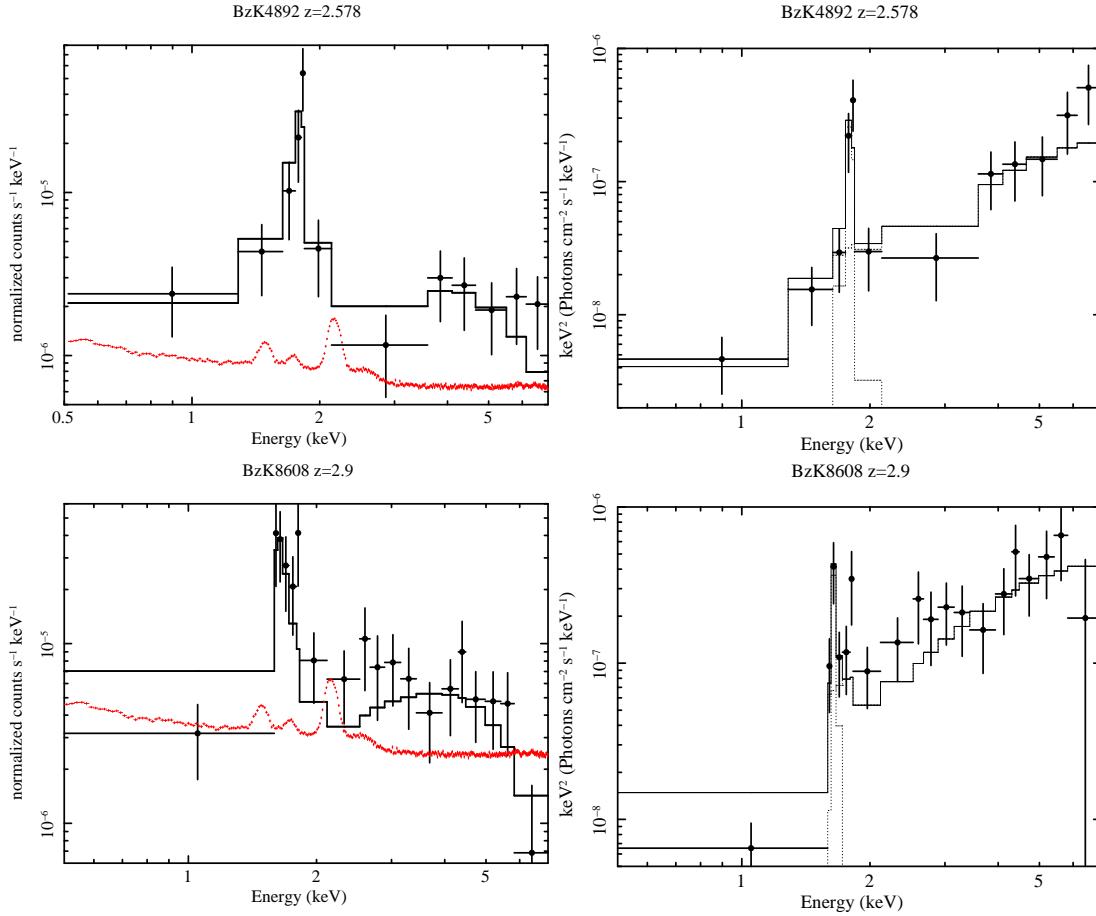 BzK4892 z=2.578
normalized counts s⁻¹ keV⁻¹
10⁻⁵
10⁻⁶
0.5
1
2
5
Energy (keV)
BzK4892 z=2.578
keV² (Photons cm⁻² s⁻¹ keV⁻¹)
10⁻⁶
10⁻⁷
10⁻⁸
1
2
5
Energy (keV)
BzK8608 z=2.9
normalized counts s⁻¹ keV⁻¹
10⁻⁵
10⁻⁶
1
2
5
Energy (keV)
BzK8608 z=2.9
keV² (Photons cm⁻² s⁻¹ keV⁻¹)
10⁻⁶
10⁻⁷
10⁻⁸
1
2
5
Energy (keV)